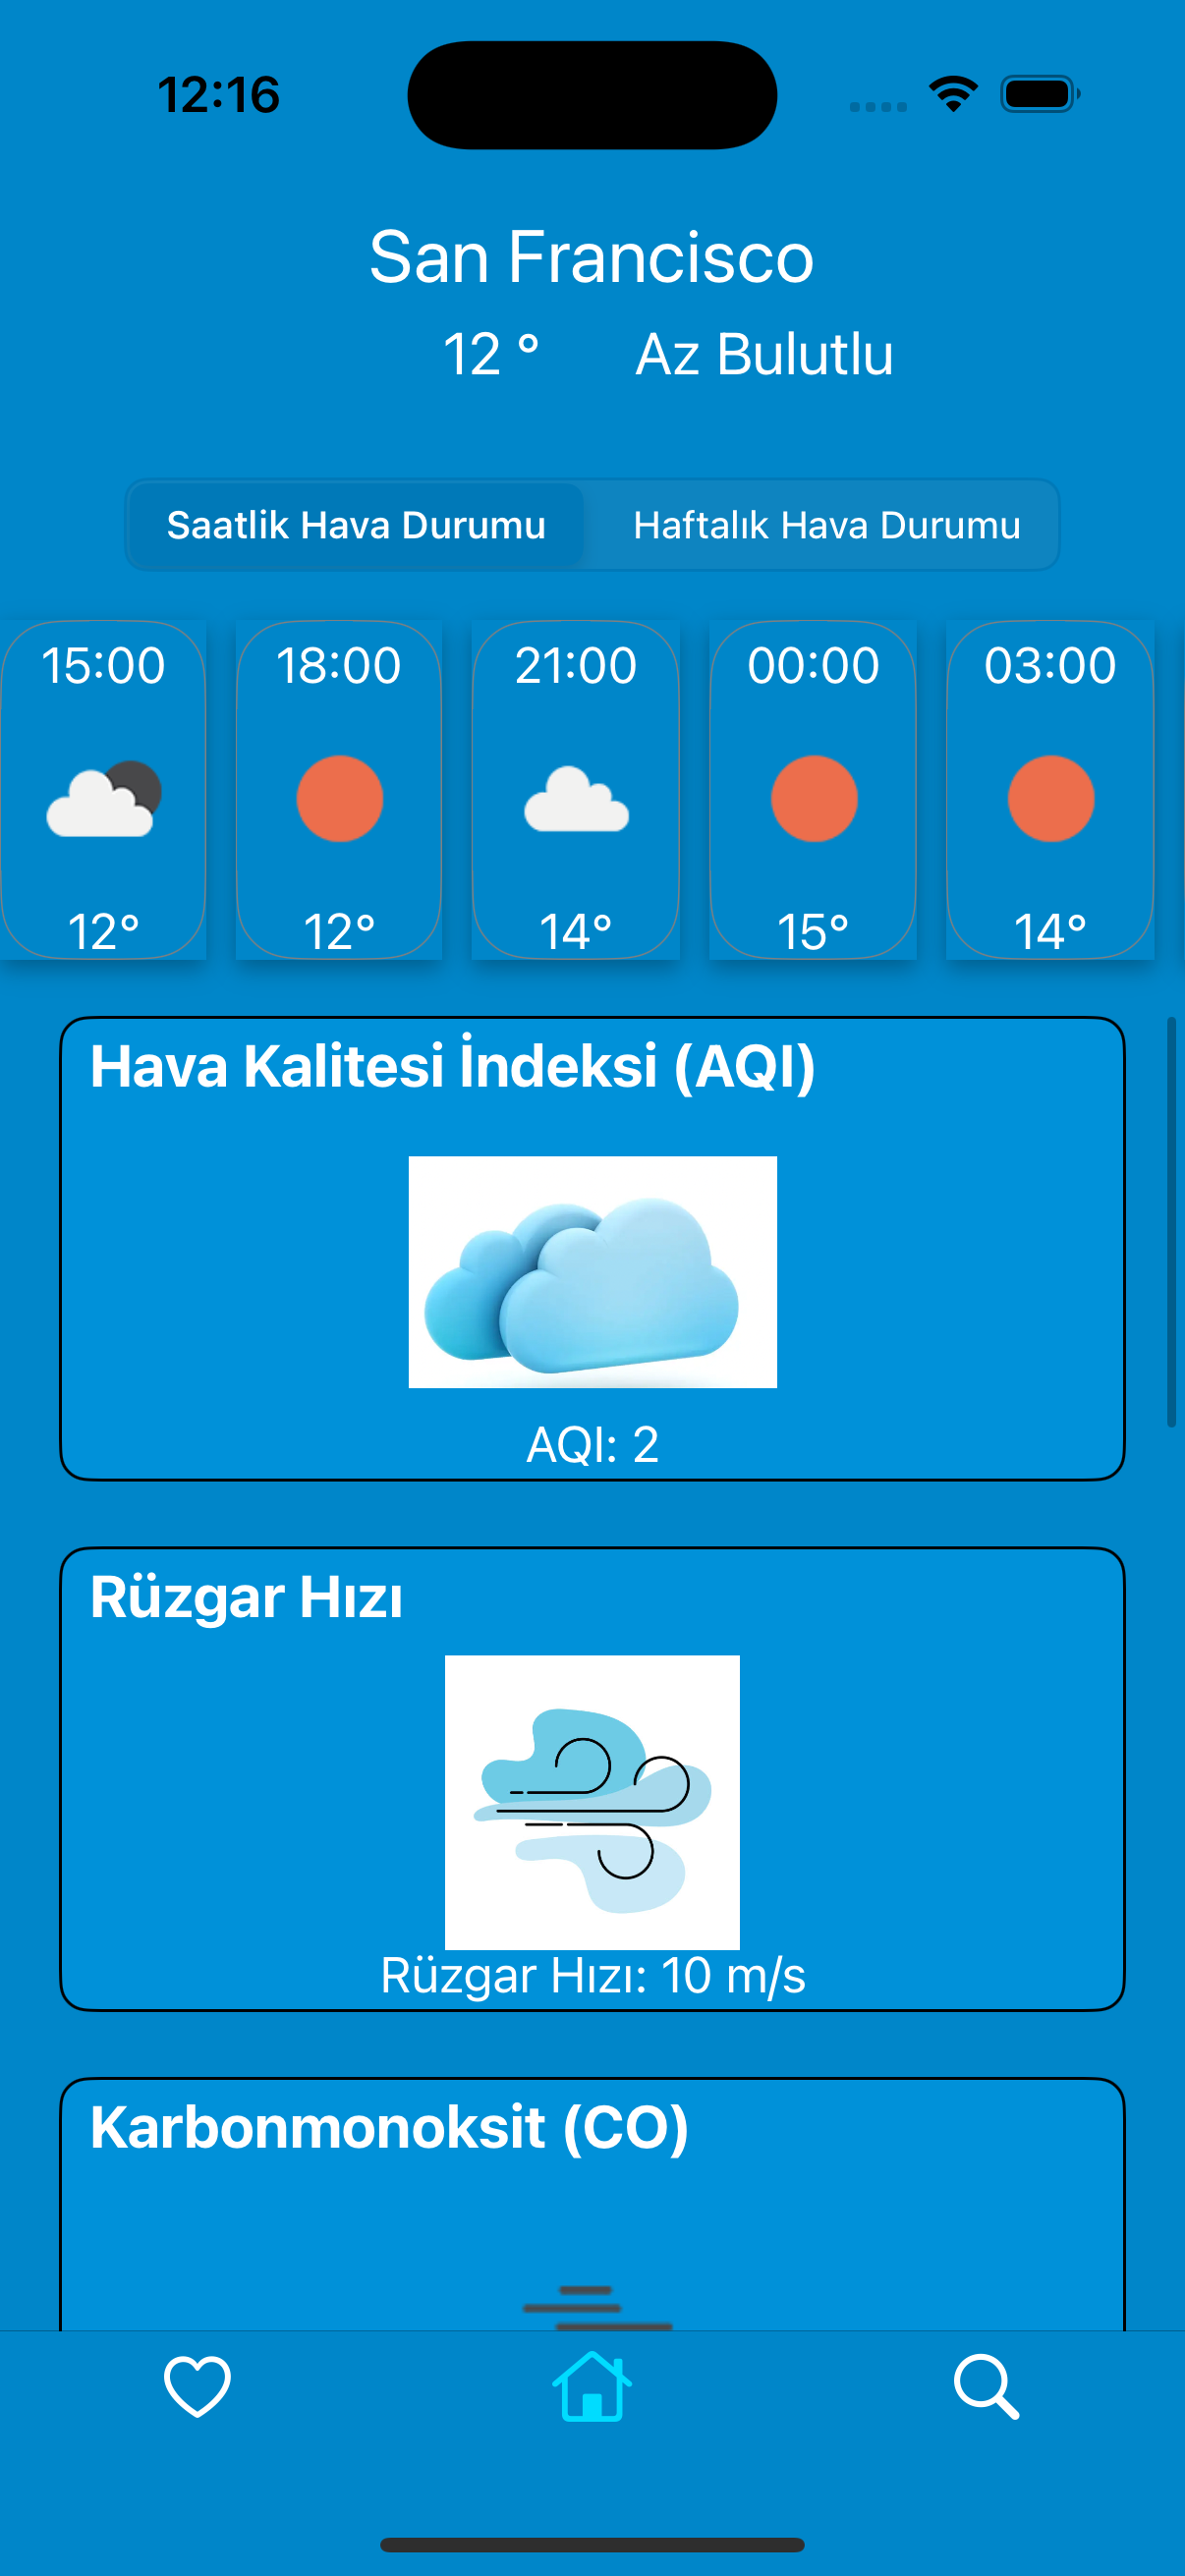 12:16
San Francisco
12 ° Az Bulutlu
Saatlik Hava Durumu Haftalık Hava Durumu
15:00 18:00 21:00 00:00 03:00
12° 12° 14° 15° 14°
Hava Kalitesi İndeksi (AQI)
AQI: 2
Rüzgar Hızı
Rüzgar Hızı: 10 m/s
Karbonmonoksit (CO)